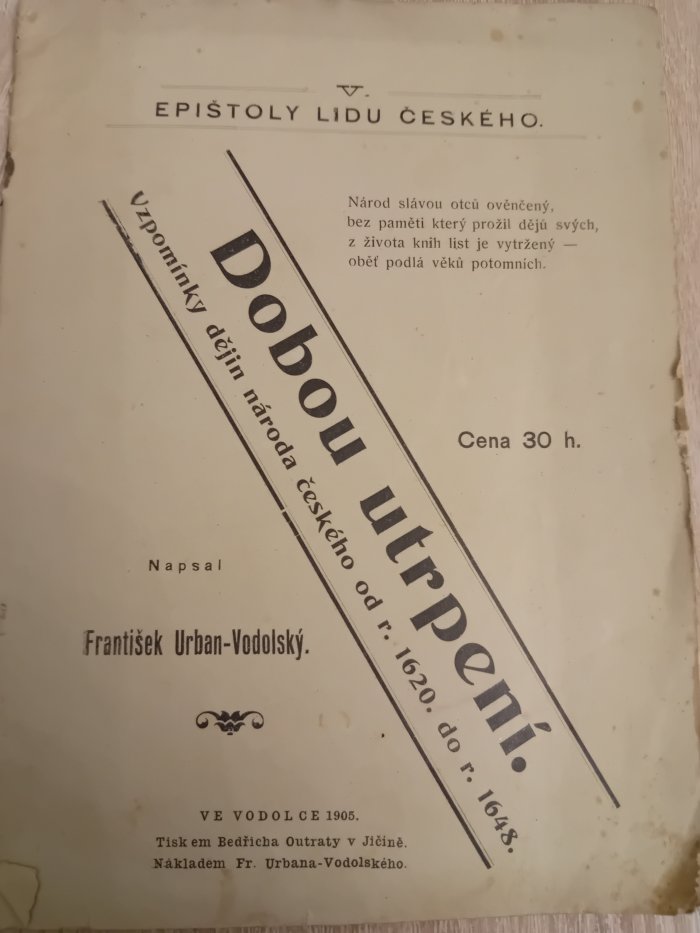 V.
EPIŠTOLY LIDU ČESKÉHO.
Národ slávou otců ověnčený,
bez paměti který prožil dějů svých,
z života knih list je vytržený —
oběť podlá věků potomních.
Dobou utrpení.
Vzpomínky dějin národa českého od r. 1620. do r. 1648.
Cena 30 h.
Napsal
František Urban-Vodolský.
VE VODOLCE 1905.
Tiskem Bedřicha Outraty v Jičíně.
Nákladem Fr. Urbana-Vodolského.